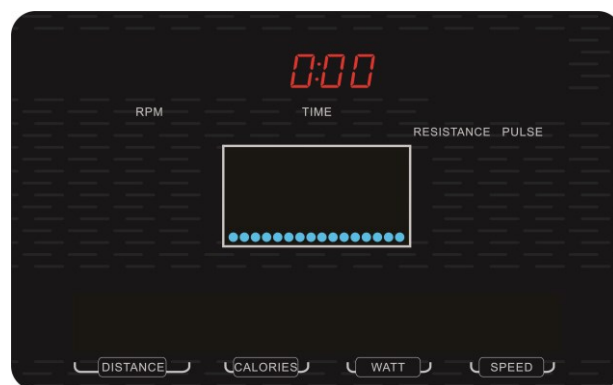 0:00
RPM TIME
RESISTANCE PULSE
DISTANCE CALORIES WATT SPEED